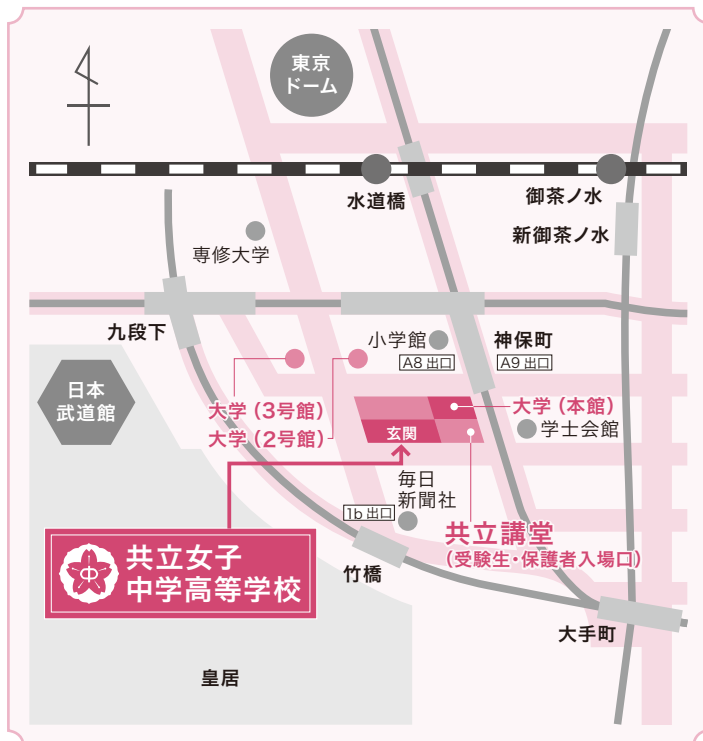 東京
ドーム
水道橋
御茶ノ水
新御茶ノ水
専修大学
九段下
小学館
神保町
A8 出口
A9 出口
日本
武道館
大学（3号館）
大学（2号館）
大学（本館）
玄関
学士会館
毎日
新聞社
1b 出口
共立講堂
（受験生・保護者入場口）
中
共立女子
中学高等学校
竹橋
大手町
皇居